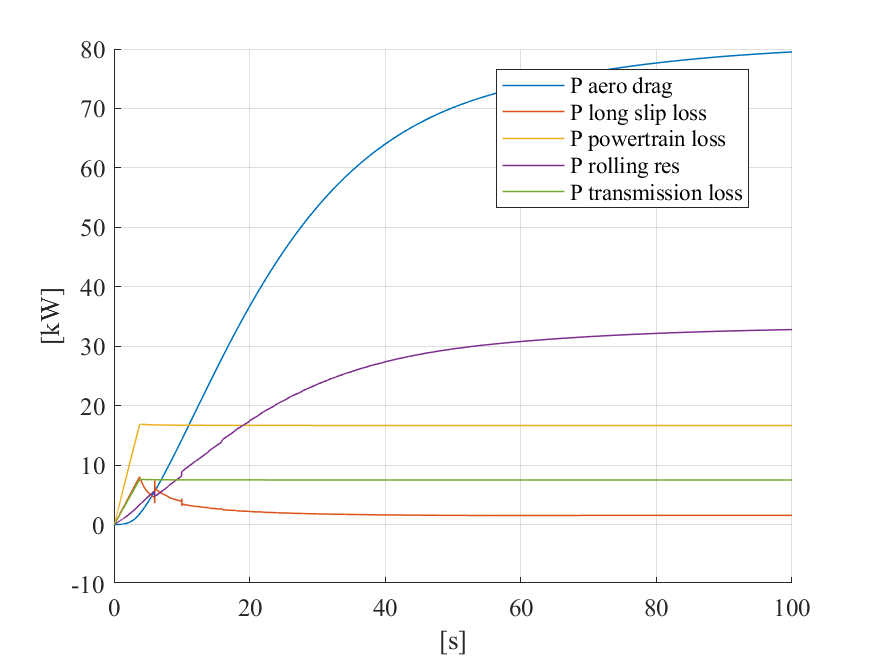 80
70
60
50
40
30
20
10
0
-10
[kW]
0 20 40 60 80 100
[s]
P aero drag
P long slip loss
P powertrain loss
P rolling res
P transmission loss